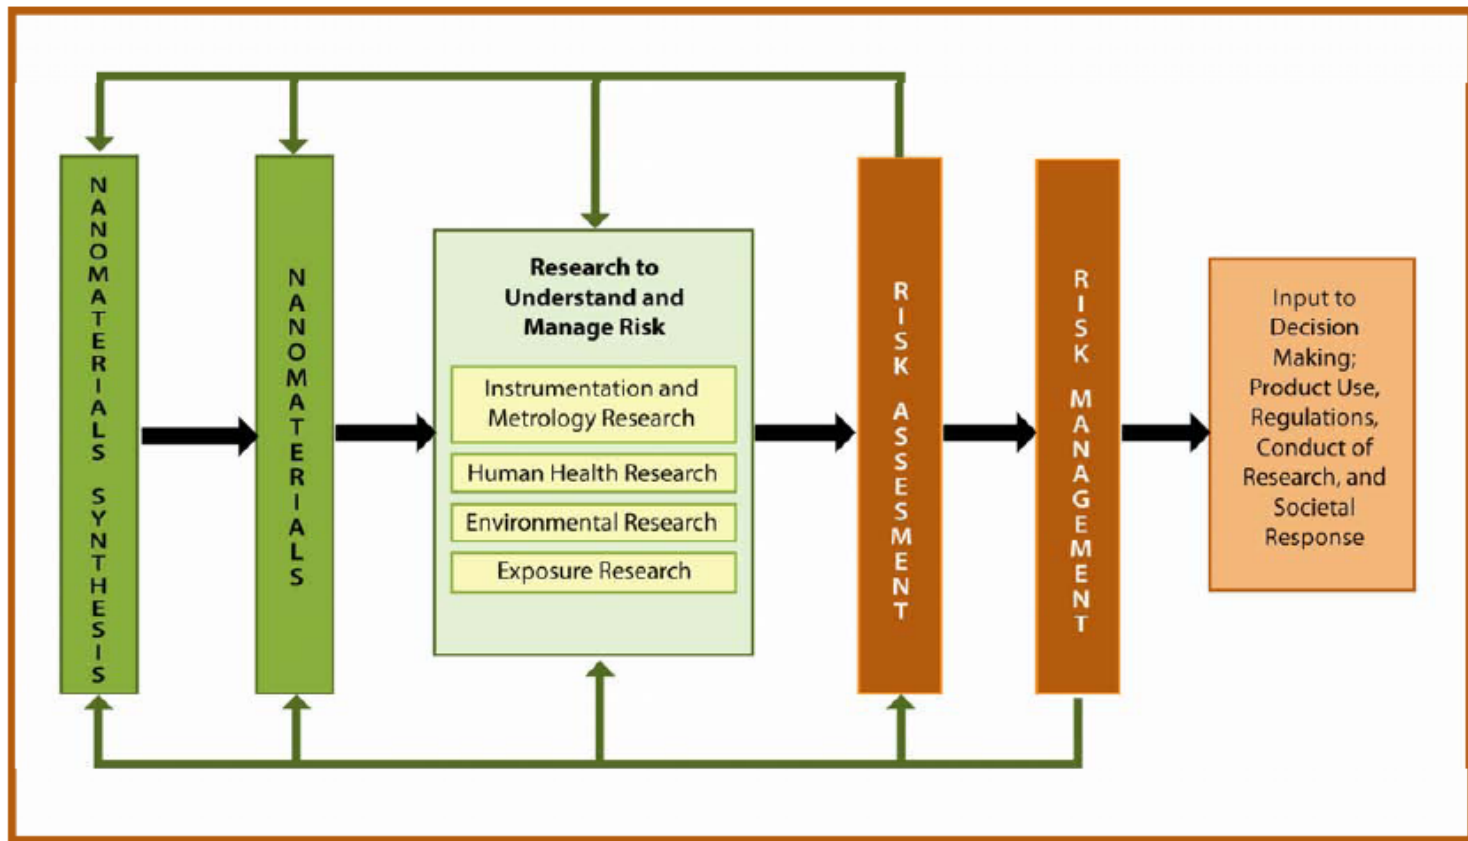 NANOMATERIALS SYNTHESIS
NANOMATERIALS
Research to
Understand and
Manage Risk
Instrumentation and
Metrology Research
Human Health Research
Environmental Research
Exposure Research
RISK ASSESMENT
RISK MANAGEMENT
Input to
Decision
Making;
Product Use,
Regulations,
Conduct of
Research, and
Societal
Response